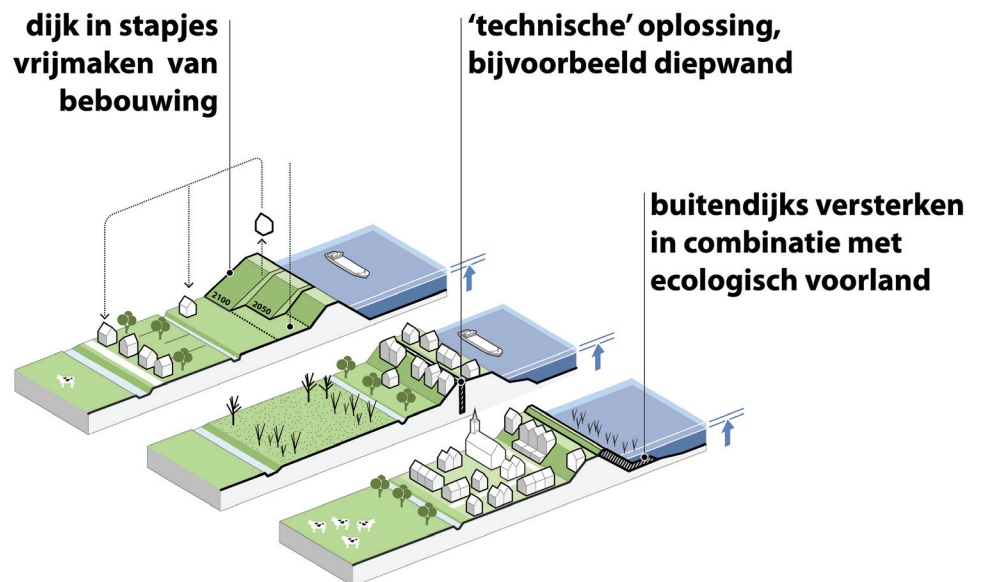 dijk in stapjes
vrijmaken van
bebouwing
‘technische’ oplossing,
bijvoorbeeld diepwand
buitendijks versterken
in combinatie met
ecologisch voorland
2100
2050